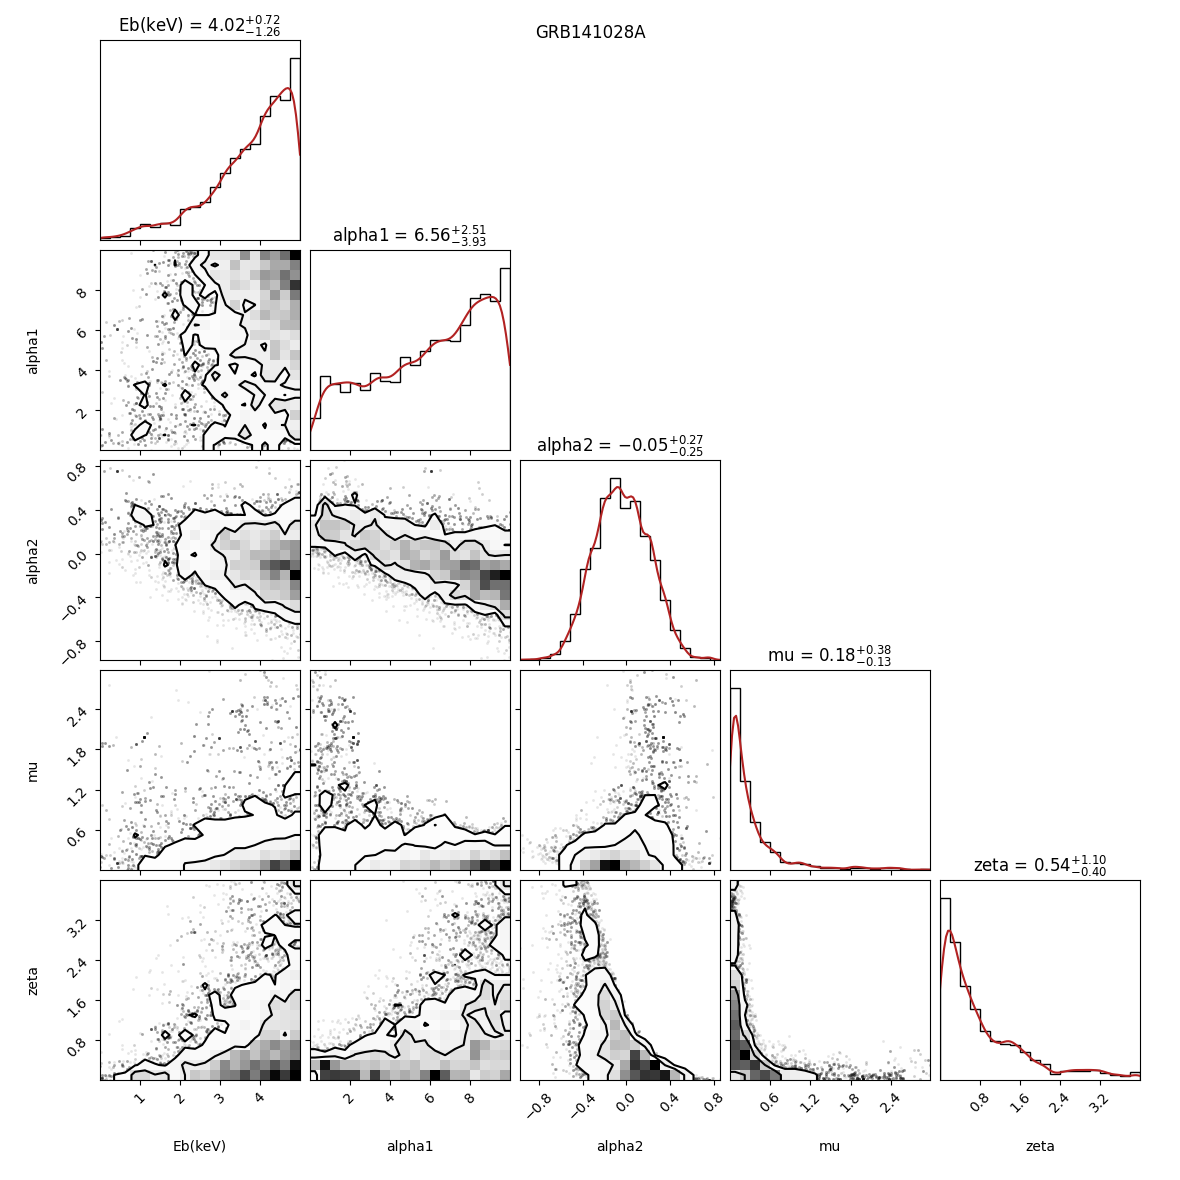 GRB141028A
Eb(keV) = 4.02+0.72−1.26
alpha1 = 6.56+2.51−3.93
alpha2 = −0.05+0.27−0.25
mu = 0.18+0.38−0.13
zeta = 0.54+1.10−0.40
alpha1
8
6
4
2
alpha2
0.8
0.4
0.0
−0.4
−0.8
mu
2.4
1.8
1.2
0.6
zeta
3.2
2.4
1.6
0.8
1 2 3 4
2 4 6 8
−0.8 −0.4 0.0 0.4 0.8
0.6 1.2 1.8 2.4
0.8 1.6 2.4 3.2
Eb(keV) alpha1 alpha2 mu zeta